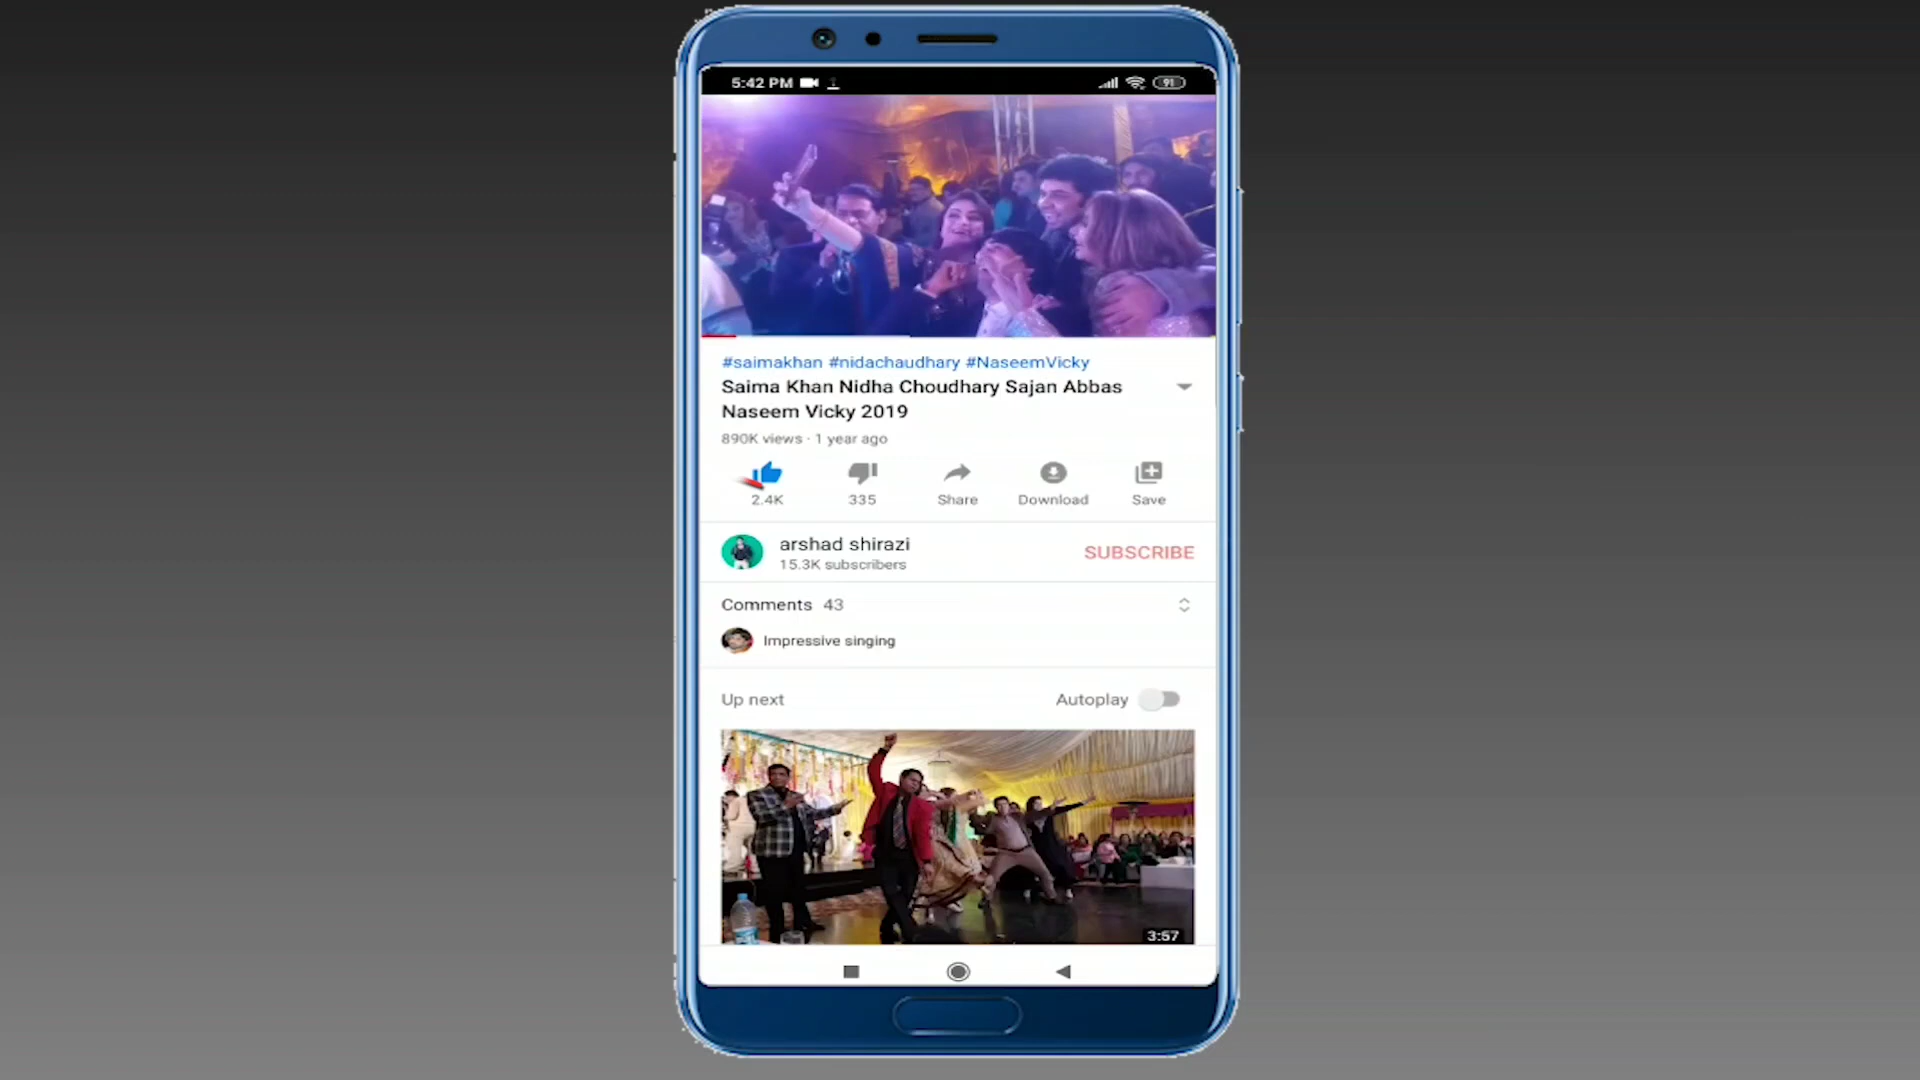 5:42 PM
91
#saimakhan #nidachaudhary #NaseemVicky
Saima Khan Nidha Choudhary Sajan Abbas
Naseem Vicky 2019
890K views · 1 year ago
2.4K 335 Share Download Save
arshad shirazi
15.3K subscribers
SUBSCRIBE
Comments 43
Impressive singing
Up next
Autoplay
3:57